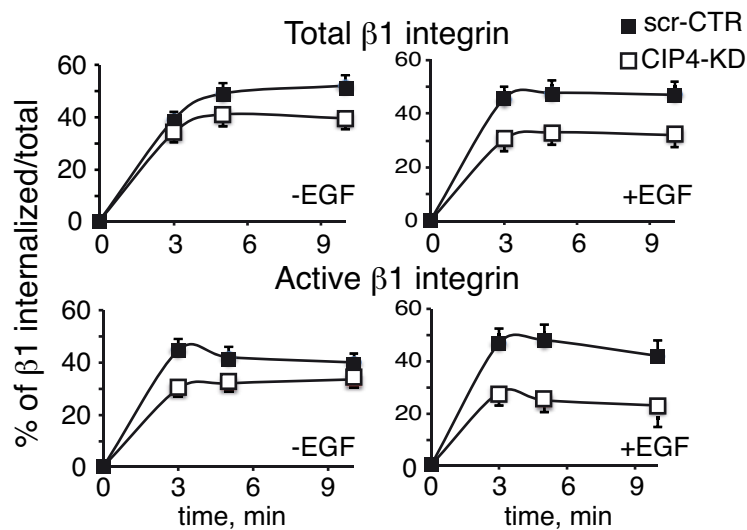 Total β1 integrin
■ scr-CTR
□ CIP4-KD
% of β1 internalized/total
60
40
20
0
-EGF
0 3 6 9
60
40
20
0
+EGF
0 3 6 9
Active β1 integrin
60
40
20
0
-EGF
0 3 6 9
time, min
60
40
20
0
+EGF
0 3 6 9
time, min